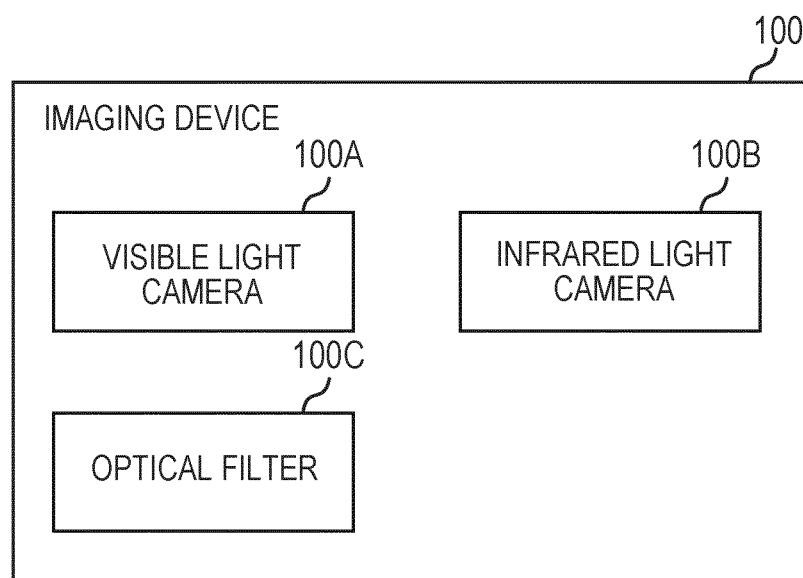 100
IMAGING DEVICE
100A
100B
VISIBLE LIGHT
CAMERA
INFRARED LIGHT
CAMERA
100C
OPTICAL FILTER